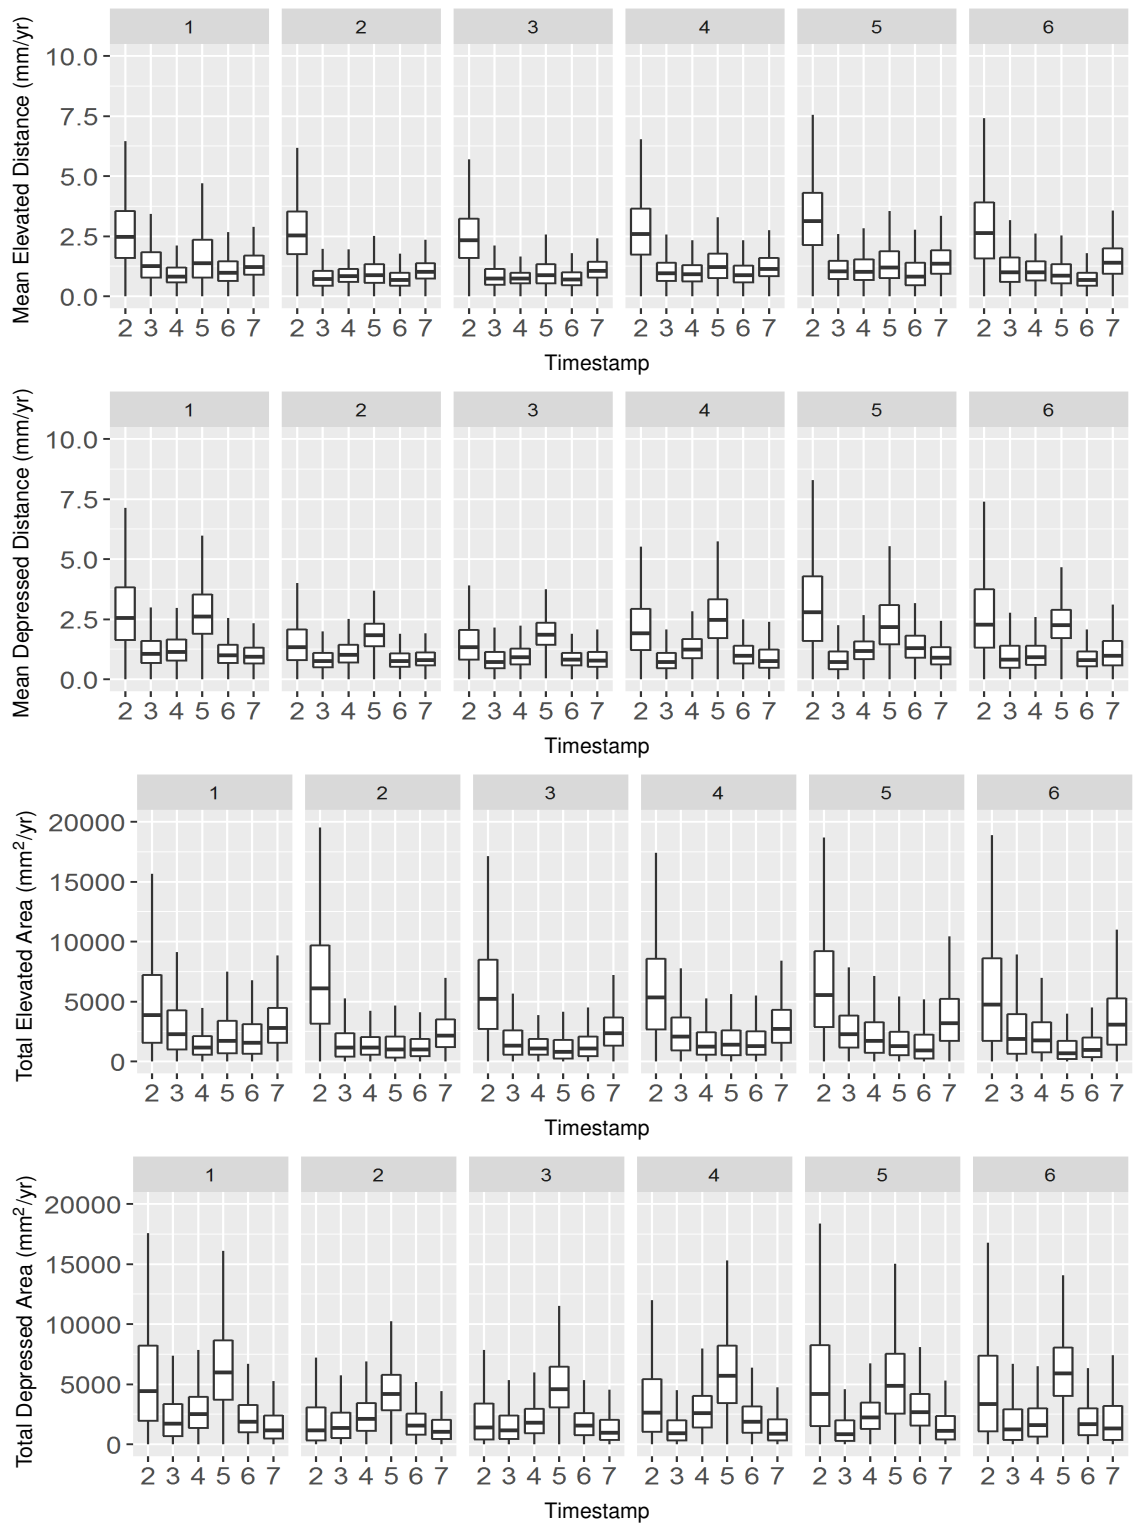 Mean Elevated Distance (mm/yr)
1 2 3 4 5 6
10.0
7.5
5.0
2.5
0.0
2 3 4 5 6 7 2 3 4 5 6 7 2 3 4 5 6 7 2 3 4 5 6 7 2 3 4 5 6 7 2 3 4 5 6 7
Timestamp
Mean Depressed Distance (mm/yr)
1 2 3 4 5 6
10.0
7.5
5.0
2.5
0.0
2 3 4 5 6 7 2 3 4 5 6 7 2 3 4 5 6 7 2 3 4 5 6 7 2 3 4 5 6 7 2 3 4 5 6 7
Timestamp
Total Elevated Area (mm²/yr)
1 2 3 4 5 6
20000
15000
10000
5000
0
2 3 4 5 6 7 2 3 4 5 6 7 2 3 4 5 6 7 2 3 4 5 6 7 2 3 4 5 6 7 2 3 4 5 6 7
Timestamp
Total Depressed Area (mm²/yr)
1 2 3 4 5 6
20000
15000
10000
5000
0
2 3 4 5 6 7 2 3 4 5 6 7 2 3 4 5 6 7 2 3 4 5 6 7 2 3 4 5 6 7 2 3 4 5 6 7
Timestamp